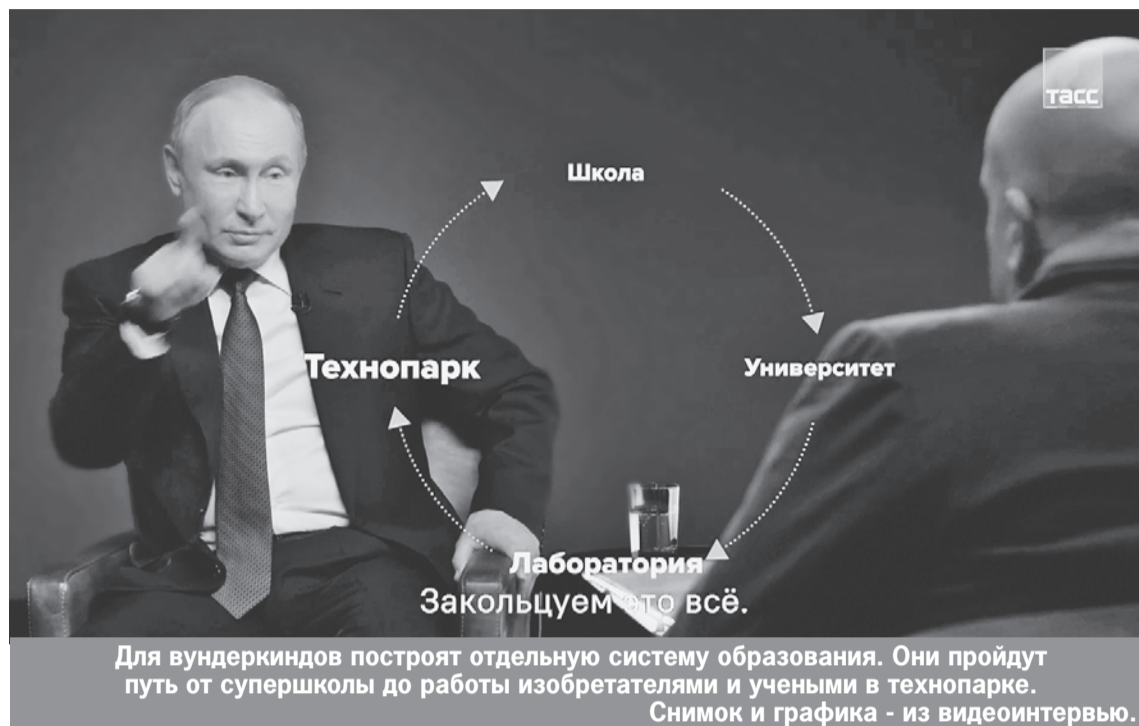 тасс
Школа
Технопарк
Университет
Лаборатория
Закольцуем это всё.
Для вундеркиндов построят отдельную систему образования. Они пройдут
путь от супершколы до работы изобретателями и учеными в технопарке.
Снимок и графика - из видеоинтервью.